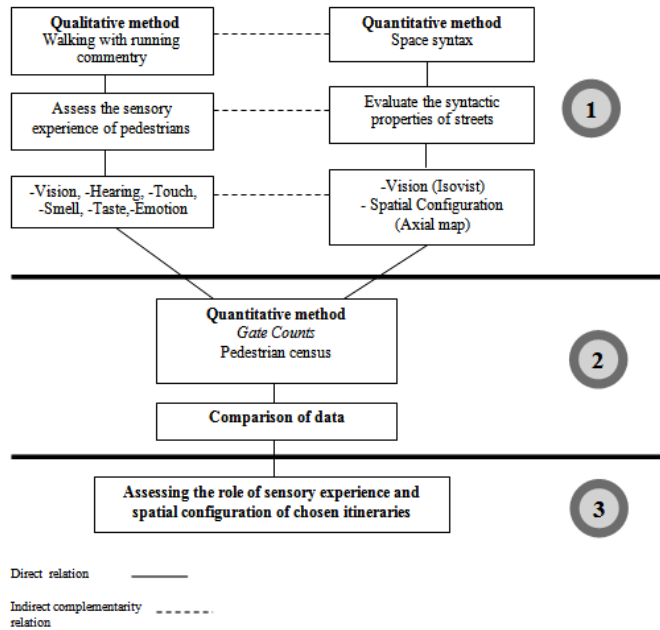 Qualitative method
Walking with running
commentry
Quantitative method
Space syntax
Assess the sensory
experience of pedestrians
Evaluate the syntactic
properties of streets
1
-Vision, -Hearing, -Touch,
-Smell, -Taste,-Emotion
-Vision (Isovist)
- Spatial Configuration
(Axial map)
Quantitative method
Gate Counts
Pedestrian census
2
Comparison of data
Assessing the role of sensory experience and
spatial configuration of chosen itineraries
3
Direct relation
Indirect complementarity
relation